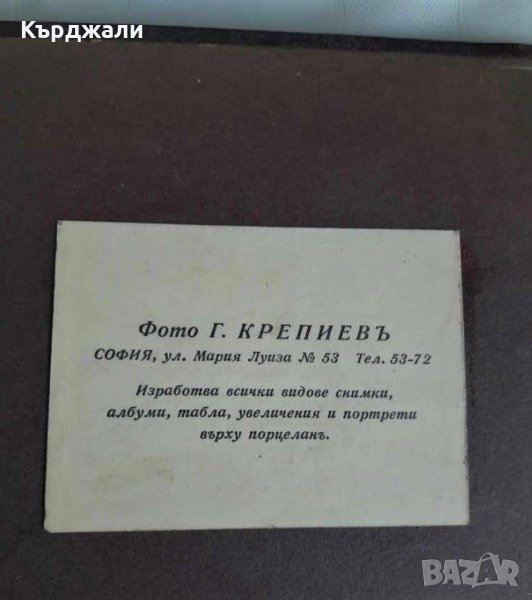 Кърджали
Фото Г. КРЕПИЕВЪ
СОФИЯ, ул. Мария Луиза № 53 Тел. 53-72
Изработва всички видове снимки,
албуми, табла, увеличения и портрети
върху порцеланъ.
BAZAR